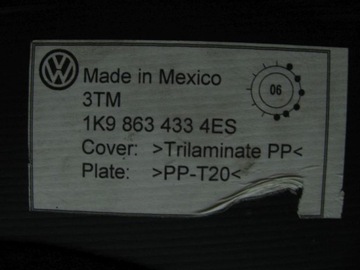 Made in Mexico
06
3TM
1K9 863 433 4ES
Cover: >Trilaminate PP<
Plate: >PP-T20<